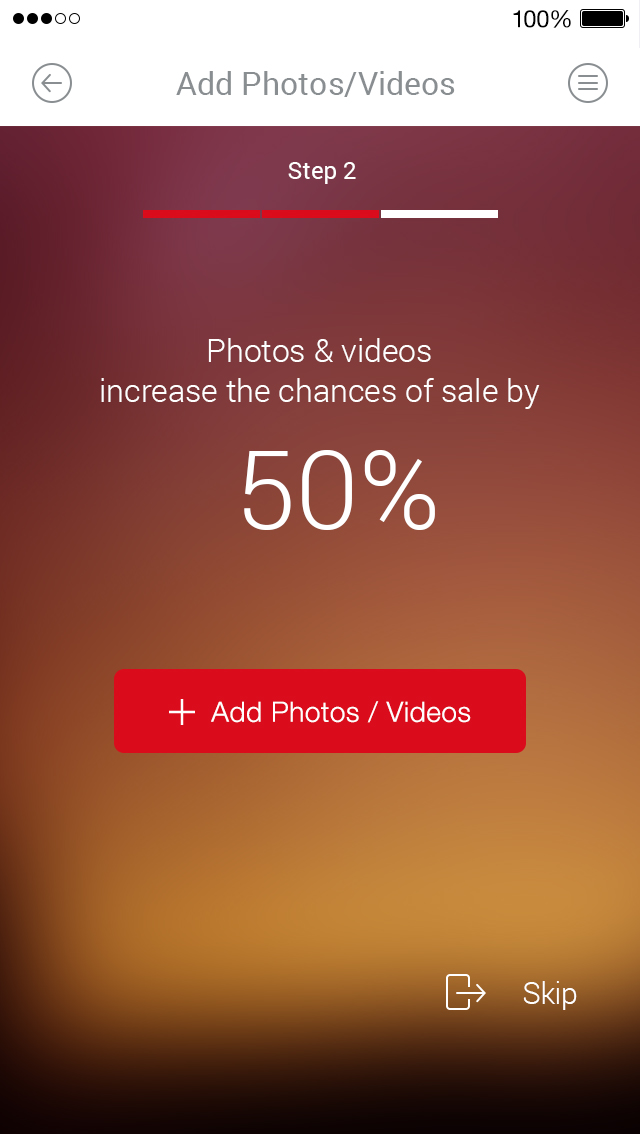 100%
Add Photos/Videos
Step 2
Photos & videos
increase the chances of sale by
50%
Add Photos / Videos
Skip